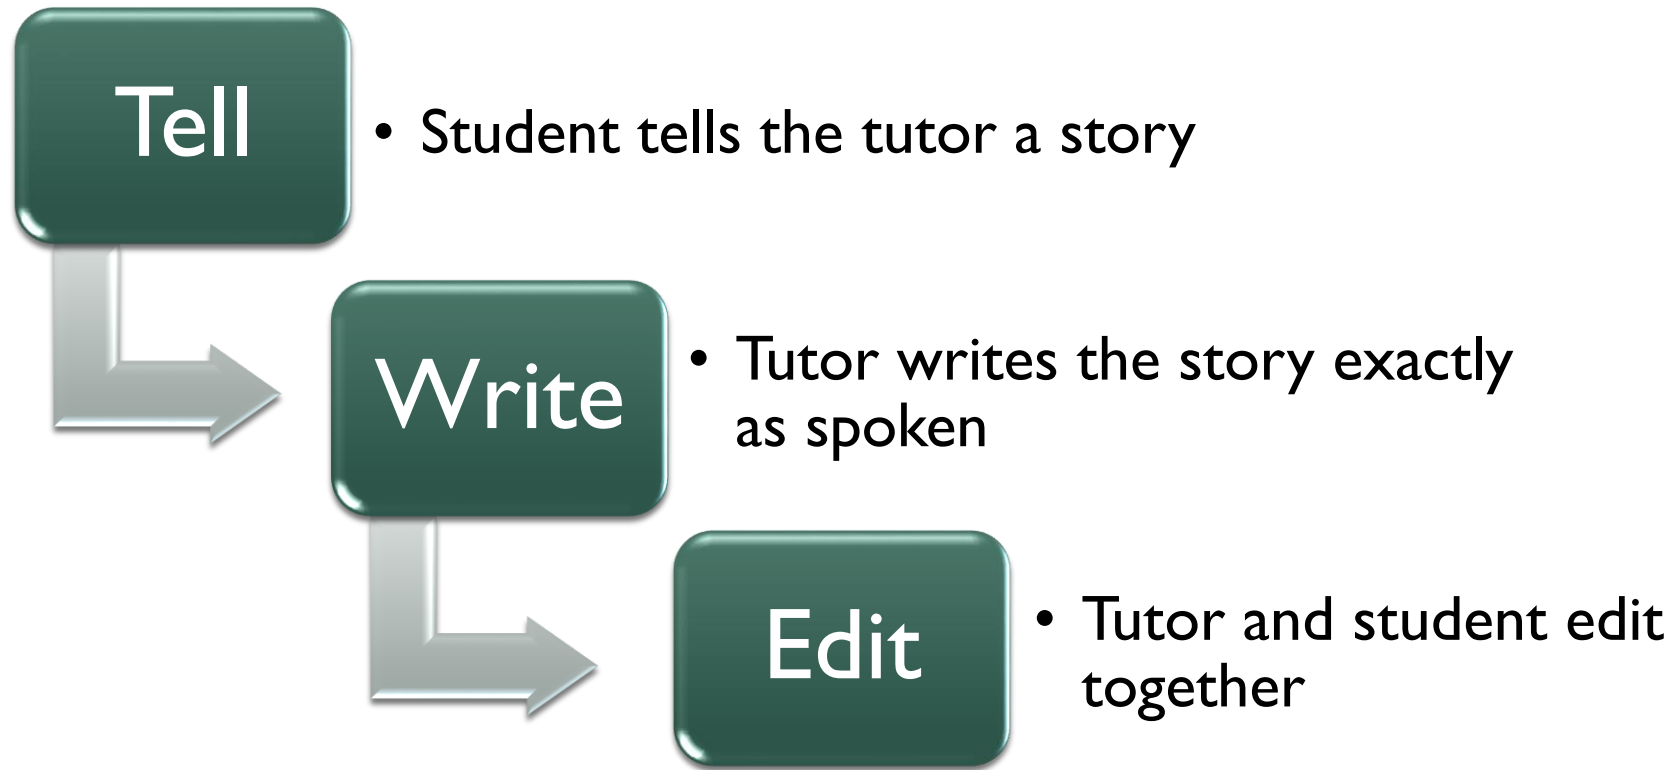 Tell
• Student tells the tutor a story
Write
• Tutor writes the story exactly
as spoken
Edit
• Tutor and student edit
together